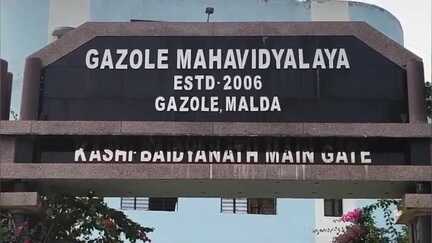 GAZOLE MAHAVIDYALAYA
ESTD-2006
GAZOLE, MALDA
KASHI-BAIDYANATH MAIN GATE